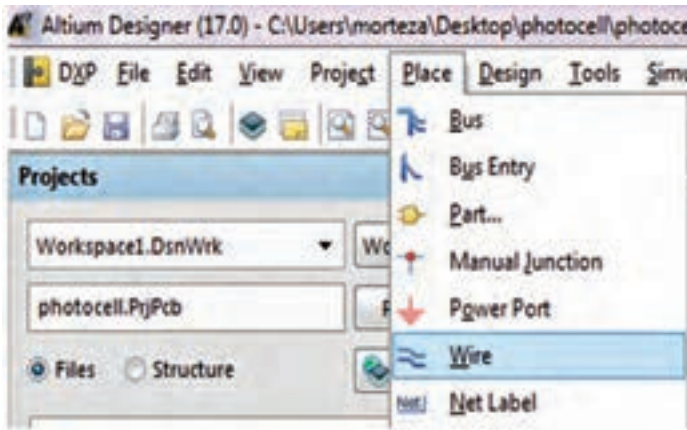 Altium Designer (17.0) - C:\Users\morteza\Desktop\photocell\photoce
DXP File Edit View Project Place Design Tools Simu
Projects
Workspace1.DsnWrk
photocell.PrjPcb
Files Structure
Bus
Bus Entry
Part...
Manual Junction
Power Port
Wire
Net Label